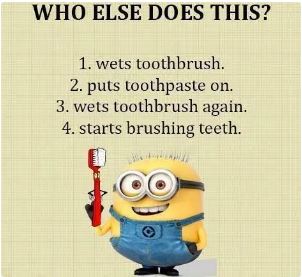 WHO ELSE DOES THIS?
1. wets toothbrush.
2. puts toothpaste on.
3. wets toothbrush again.
4. starts brushing teeth.